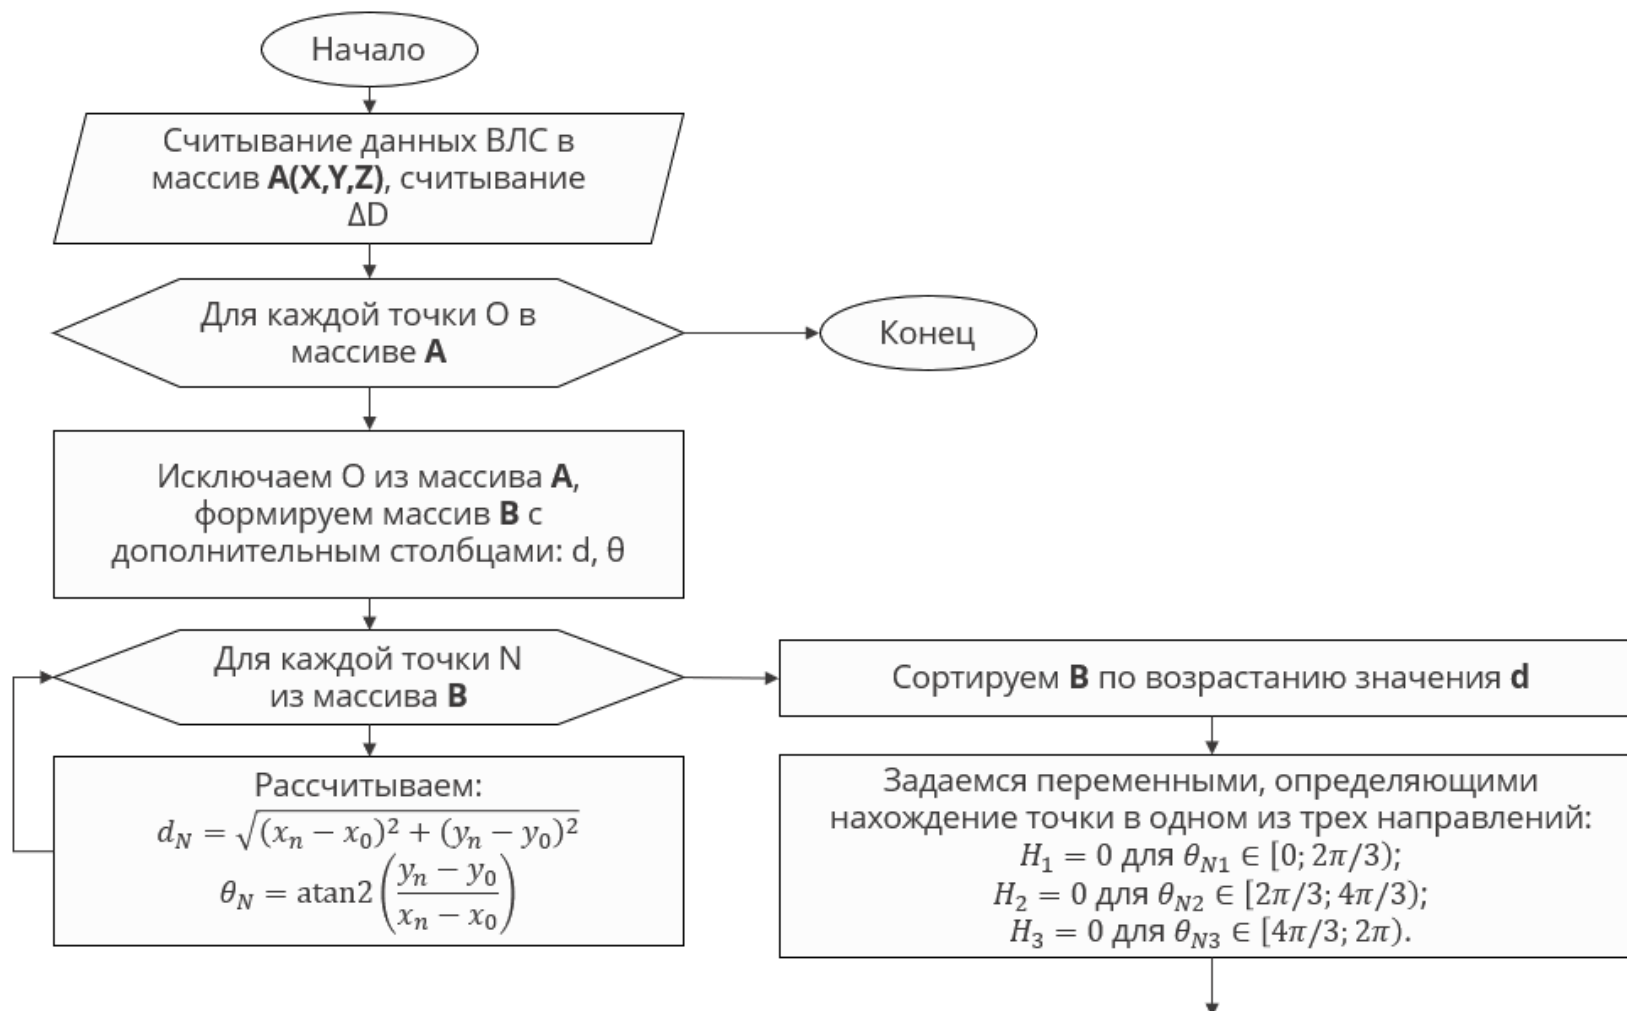 Начало
Считывание данных ВЛС в
массив A(X,Y,Z), считывание
ΔD
Для каждой точки O в
массиве A
Конец
Исключаем O из массива A,
формируем массив B с
дополнительным столбцами: d, θ
Для каждой точки N
из массива B
Рассчитываем:
d_N = √((x_n − x_0)² + (y_n − y_0)²)
θ_N = atan2((y_n − y_0)/(x_n − x_0))
Сортируем B по возрастанию значения d
Задаемся переменными, определяющими
нахождение точки в одном из трех направлений:
H_1 = 0 для θ_N1 ∈ [0; 2π/3);
H_2 = 0 для θ_N2 ∈ [2π/3; 4π/3);
H_3 = 0 для θ_N3 ∈ [4π/3; 2π).